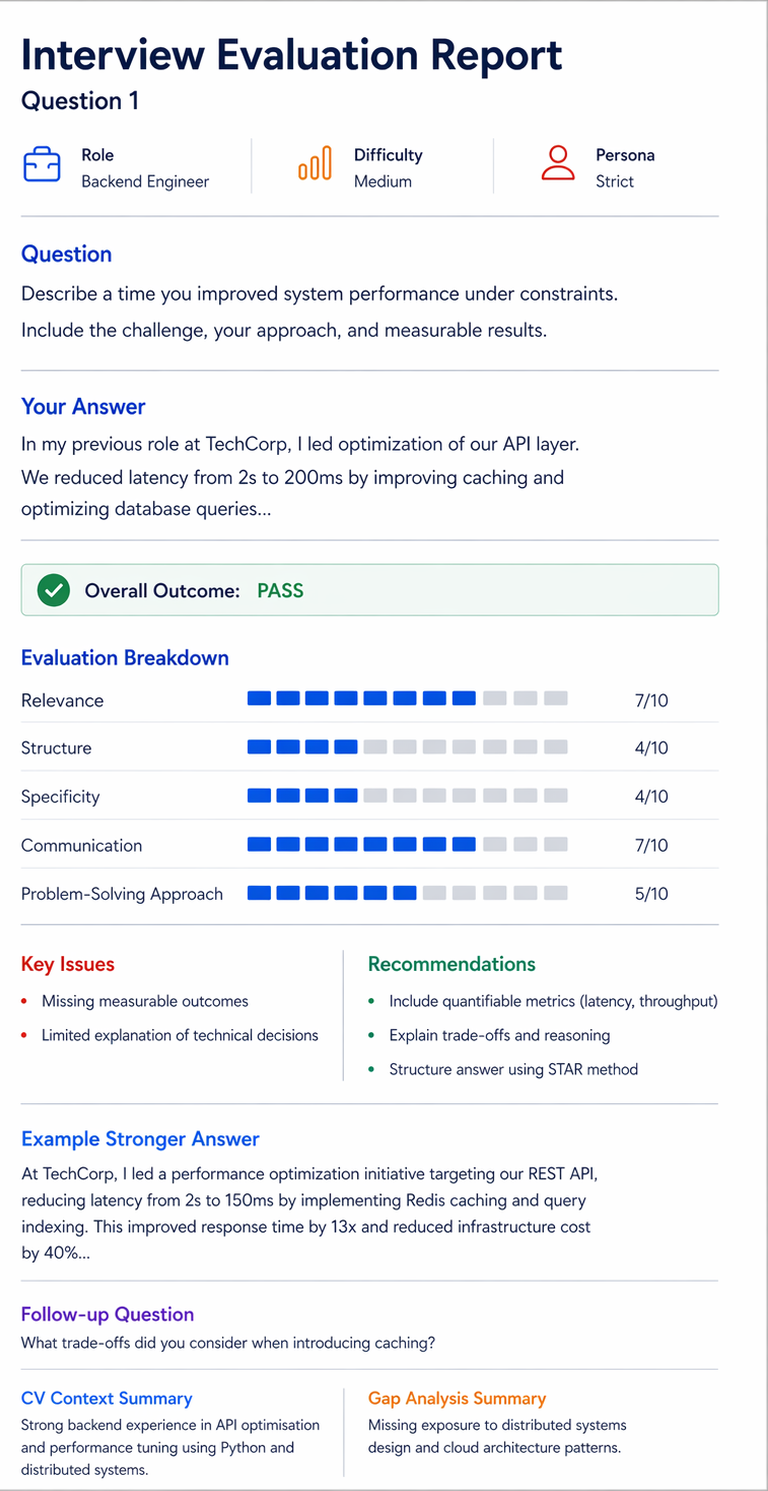 Interview Evaluation Report
Question 1
Role
Backend Engineer
Difficulty
Medium
Persona
Strict
Question
Describe a time you improved system performance under constraints.
Include the challenge, your approach, and measurable results.
Your Answer
In my previous role at TechCorp, I led optimization of our API layer.
We reduced latency from 2s to 200ms by improving caching and
optimizing database queries...
Overall Outcome: PASS
Evaluation Breakdown
Relevance 7/10
Structure 4/10
Specificity 4/10
Communication 7/10
Problem-Solving Approach 5/10
Key Issues
• Missing measurable outcomes
• Limited explanation of technical decisions
Recommendations
• Include quantifiable metrics (latency, throughput)
• Explain trade-offs and reasoning
• Structure answer using STAR method
Example Stronger Answer
At TechCorp, I led a performance optimization initiative targeting our REST API,
reducing latency from 2s to 150ms by implementing Redis caching and query
indexing. This improved response time by 13x and reduced infrastructure cost
by 40%...
Follow-up Question
What trade-offs did you consider when introducing caching?
CV Context Summary
Strong backend experience in API optimisation
and performance tuning using Python and
distributed systems.
Gap Analysis Summary
Missing exposure to distributed systems
design and cloud architecture patterns.